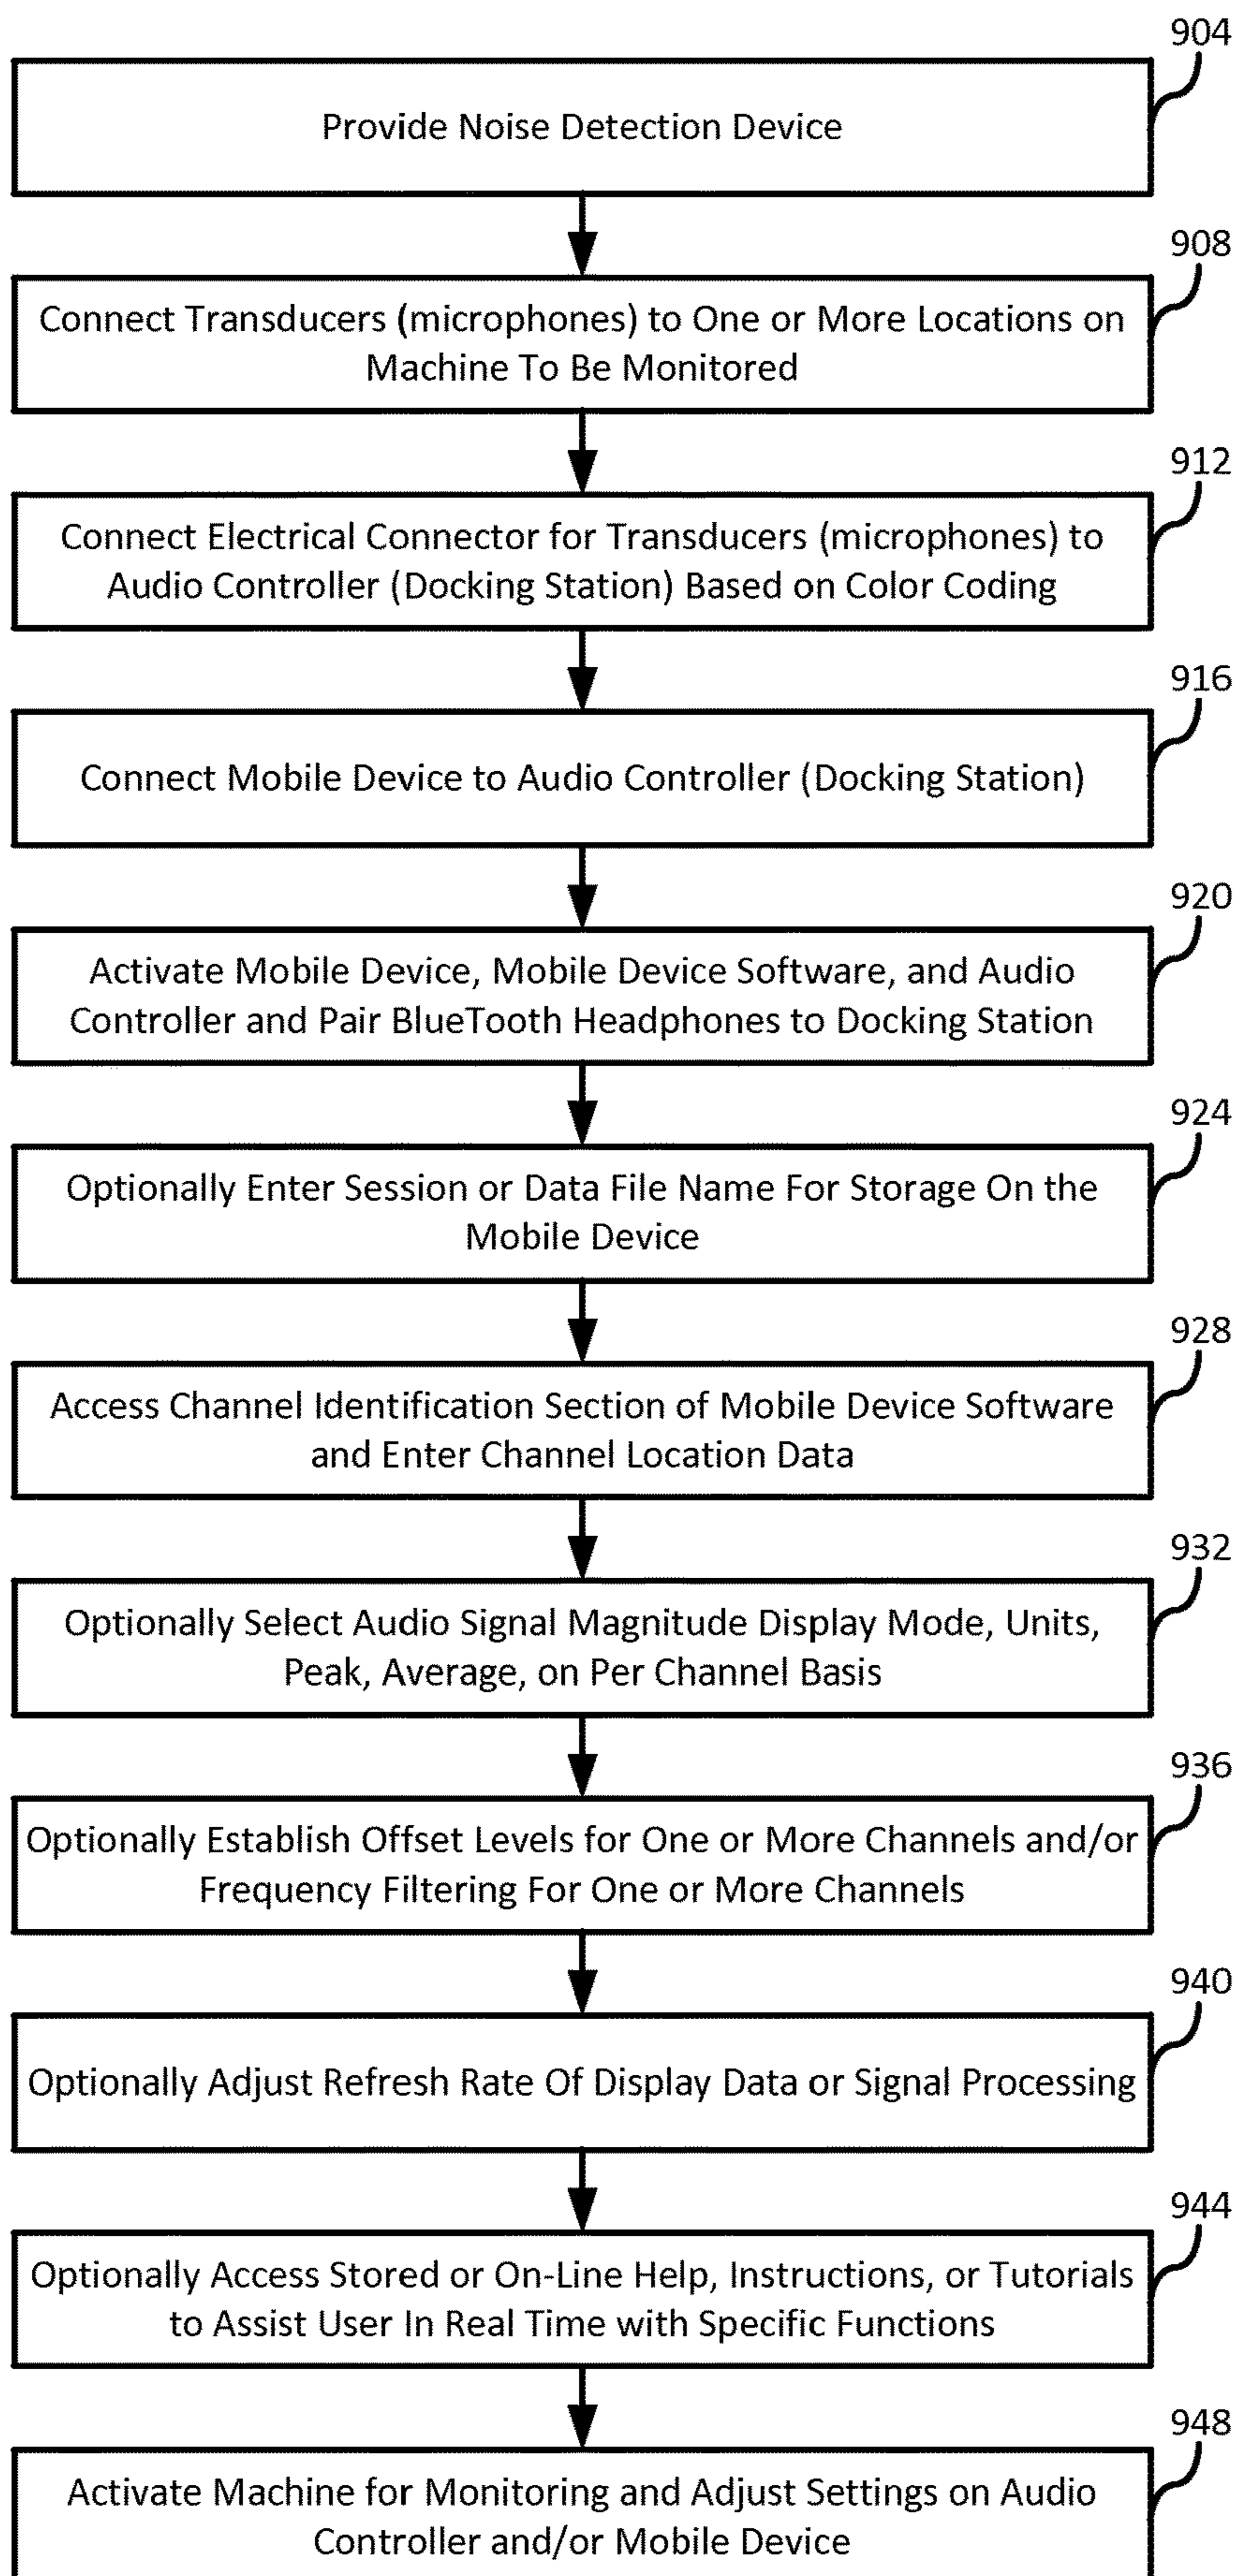 904
Provide Noise Detection Device
908
Connect Transducers (microphones) to One or More Locations on
Machine To Be Monitored
912
Connect Electrical Connector for Transducers (microphones) to
Audio Controller (Docking Station) Based on Color Coding
916
Connect Mobile Device to Audio Controller (Docking Station)
920
Activate Mobile Device, Mobile Device Software, and Audio
Controller and Pair BlueTooth Headphones to Docking Station
924
Optionally Enter Session or Data File Name For Storage On the
Mobile Device
928
Access Channel Identification Section of Mobile Device Software
and Enter Channel Location Data
932
Optionally Select Audio Signal Magnitude Display Mode, Units,
Peak, Average, on Per Channel Basis
936
Optionally Establish Offset Levels for One or More Channels and/or
Frequency Filtering For One or More Channels
940
Optionally Adjust Refresh Rate Of Display Data or Signal Processing
944
Optionally Access Stored or On-Line Help, Instructions, or Tutorials
to Assist User In Real Time with Specific Functions
948
Activate Machine for Monitoring and Adjust Settings on Audio
Controller and/or Mobile Device